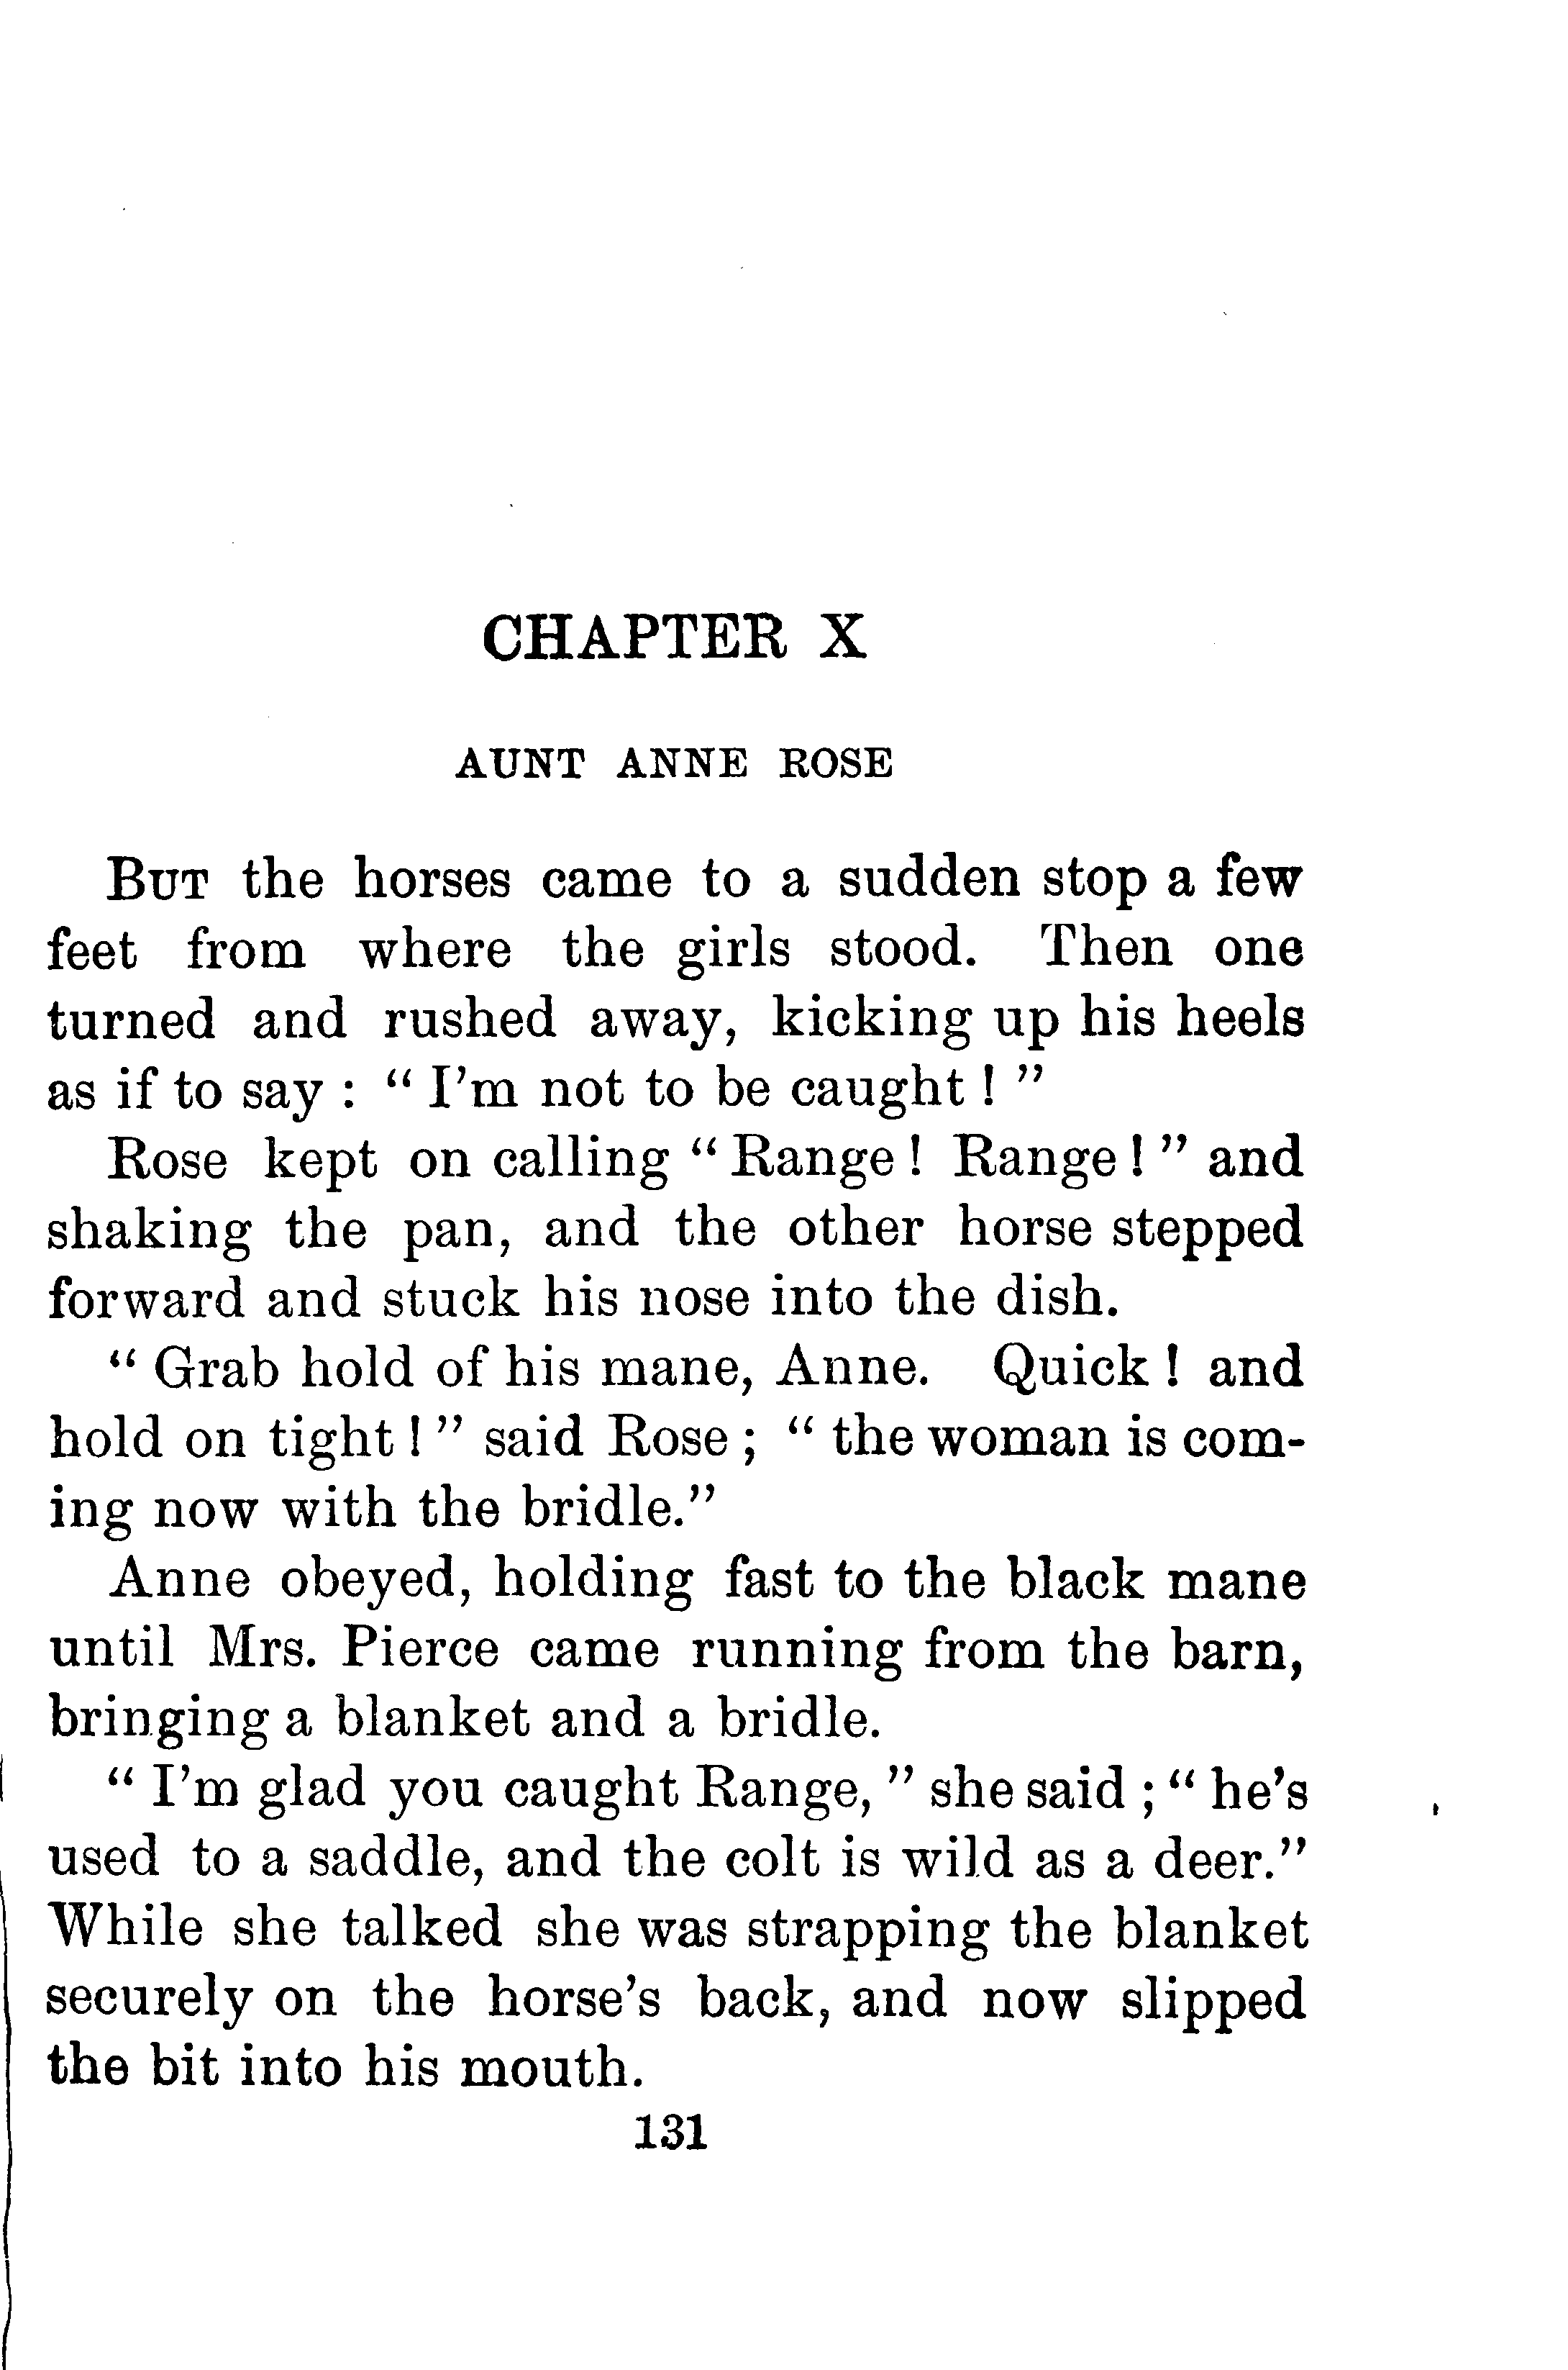 CHAPTER X
AUNT ANNE ROSE
BUT the horses came to a sudden stop a few
feet from where the girls stood. Then one
turned and rushed away, kicking up his heels
as if to say : “ I’m not to be caught ! ”
Rose kept on calling “ Range ! Range ! ” and
shaking the pan, and the other horse stepped
forward and stuck his nose into the dish.
“ Grab hold of his mane, Anne. Quick ! and
hold on tight ! ” said Rose ; “ the woman is com-
ing now with the bridle.”
Anne obeyed, holding fast to the black mane
until Mrs. Pierce came running from the barn,
bringing a blanket and a bridle.
“ I’m glad you caught Range, ” she said ; “ he’s
used to a saddle, and the colt is wild as a deer.”
While she talked she was strapping the blanket
securely on the horse’s back, and now slipped
the bit into his mouth.
131